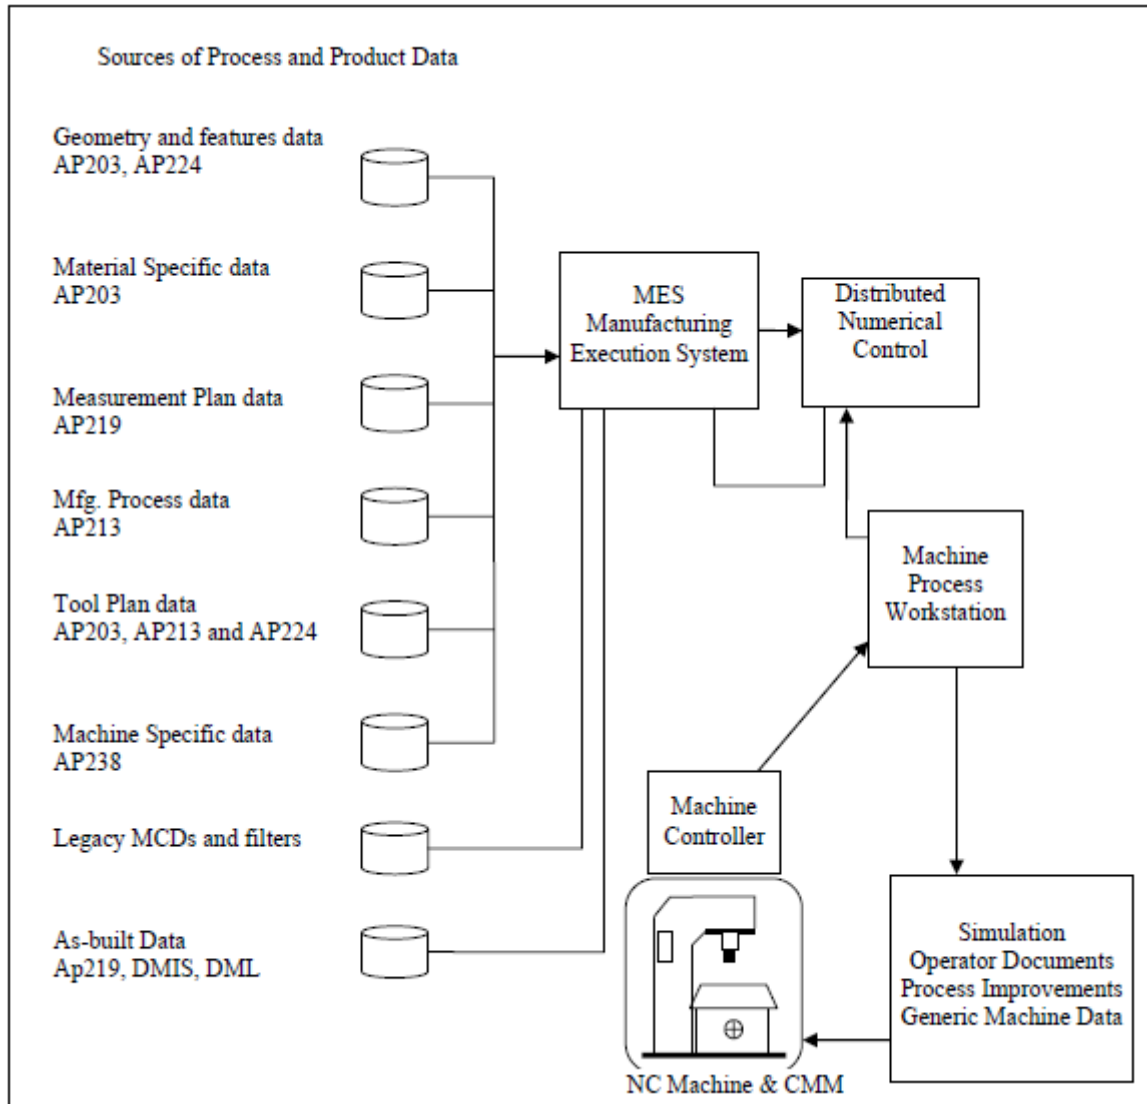 Sources of Process and Product Data
Geometry and features data
AP203, AP224
Material Specific data
AP203
Measurement Plan data
AP219
Mfg. Process data
AP213
Tool Plan data
AP203, AP213 and AP224
Machine Specific data
AP238
Legacy MCDs and filters
As-built Data
Ap219, DMIS, DML
MES
Manufacturing
Execution System
Distributed
Numerical
Control
Machine
Process
Workstation
Machine
Controller
Simulation
Operator Documents
Process Improvements
Generic Machine Data
NC Machine & CMM